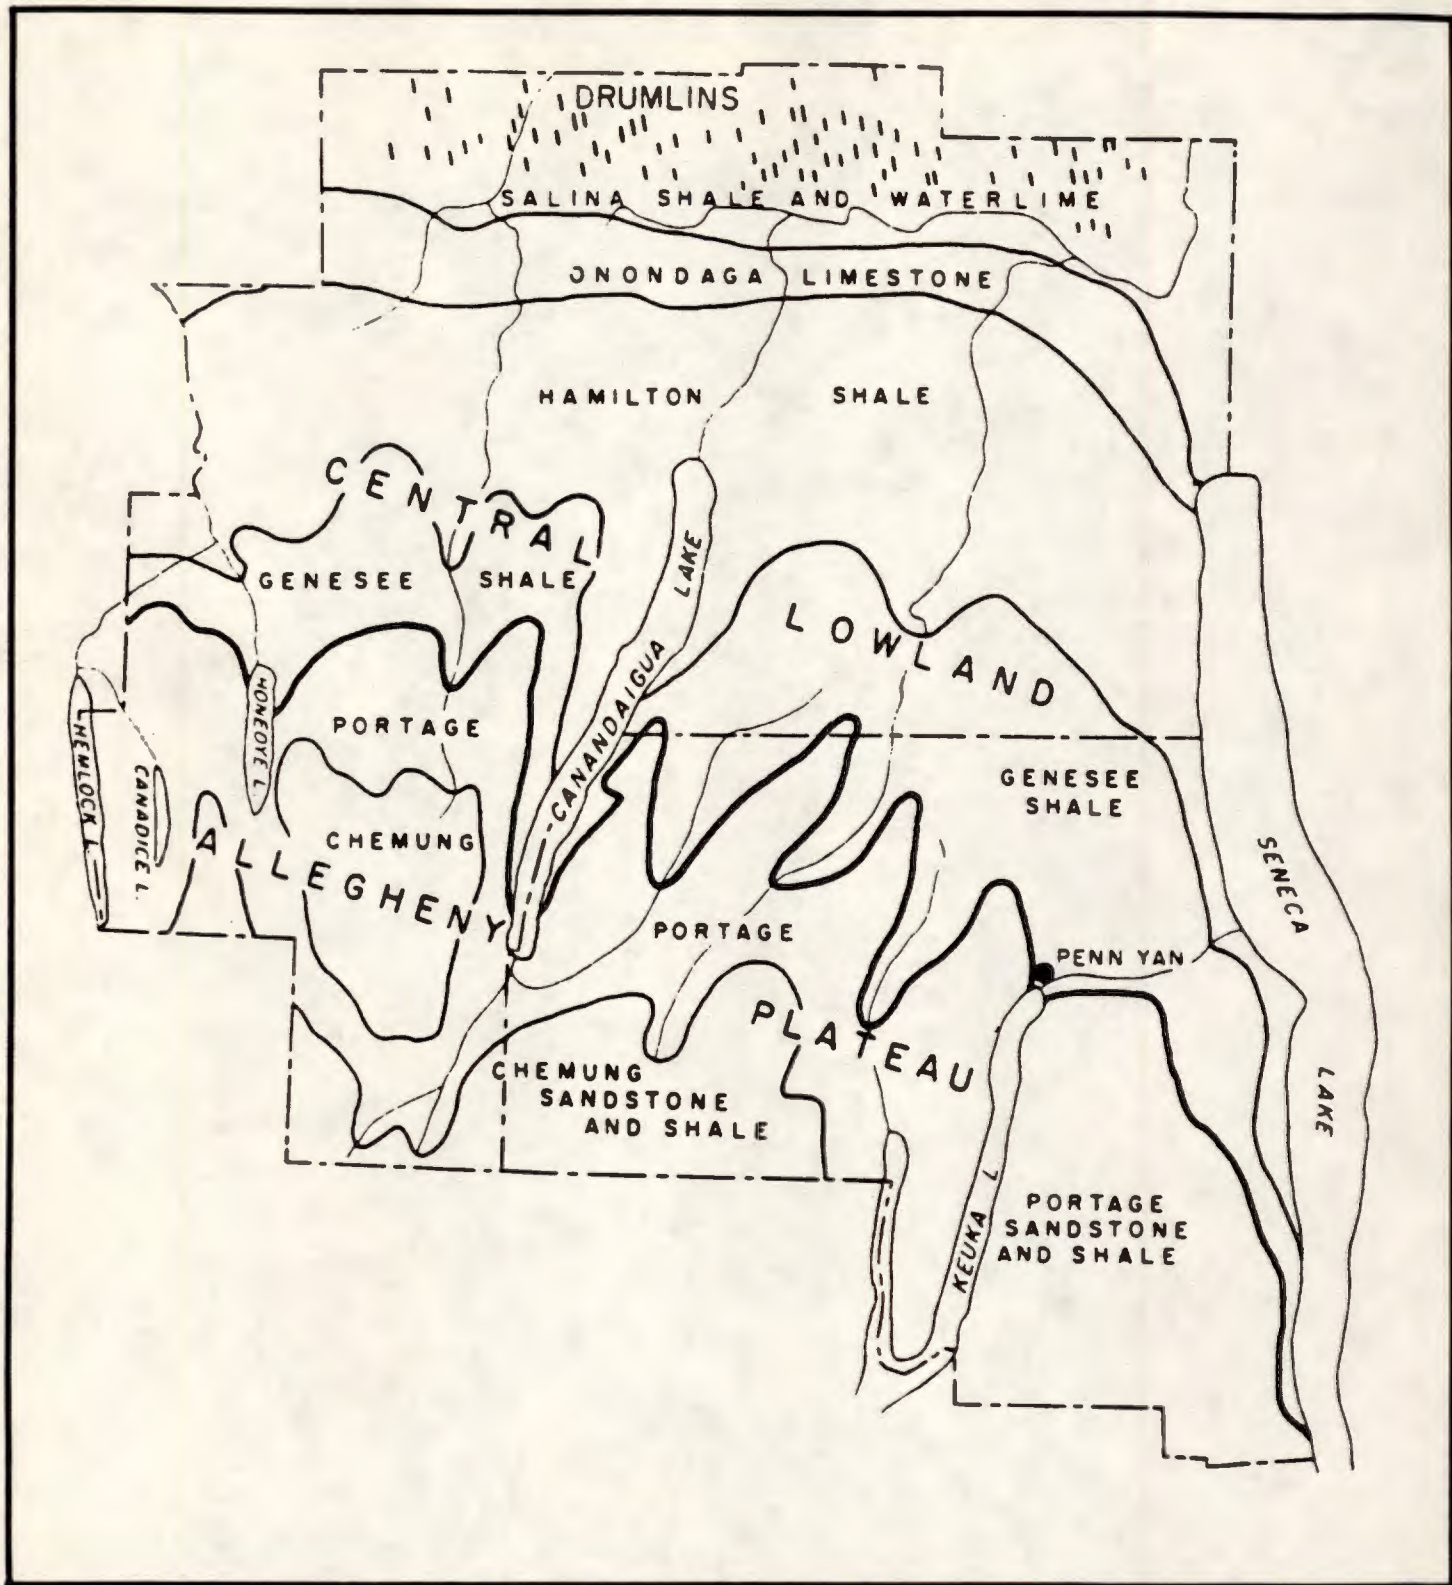 DRUMLINS
SALINA SHALE AND WATERLIME
ONONDAGA LIMESTONE
HAMILTON SHALE
CENTRAL
LOWLAND
GENESEE SHALE
CANANDAIGUA LAKE
HONEOYE L.
HEMLOCK L.
CANADICE L.
PORTAGE
GENESEE
SHALE
CHEMUNG
ALLEGHENY
PLATEAU
PORTAGE
PENN YAN
SENECA
LAKE
CHEMUNG
SANDSTONE
AND SHALE
KEUKA L
PORTAGE
SANDSTONE
AND SHALE